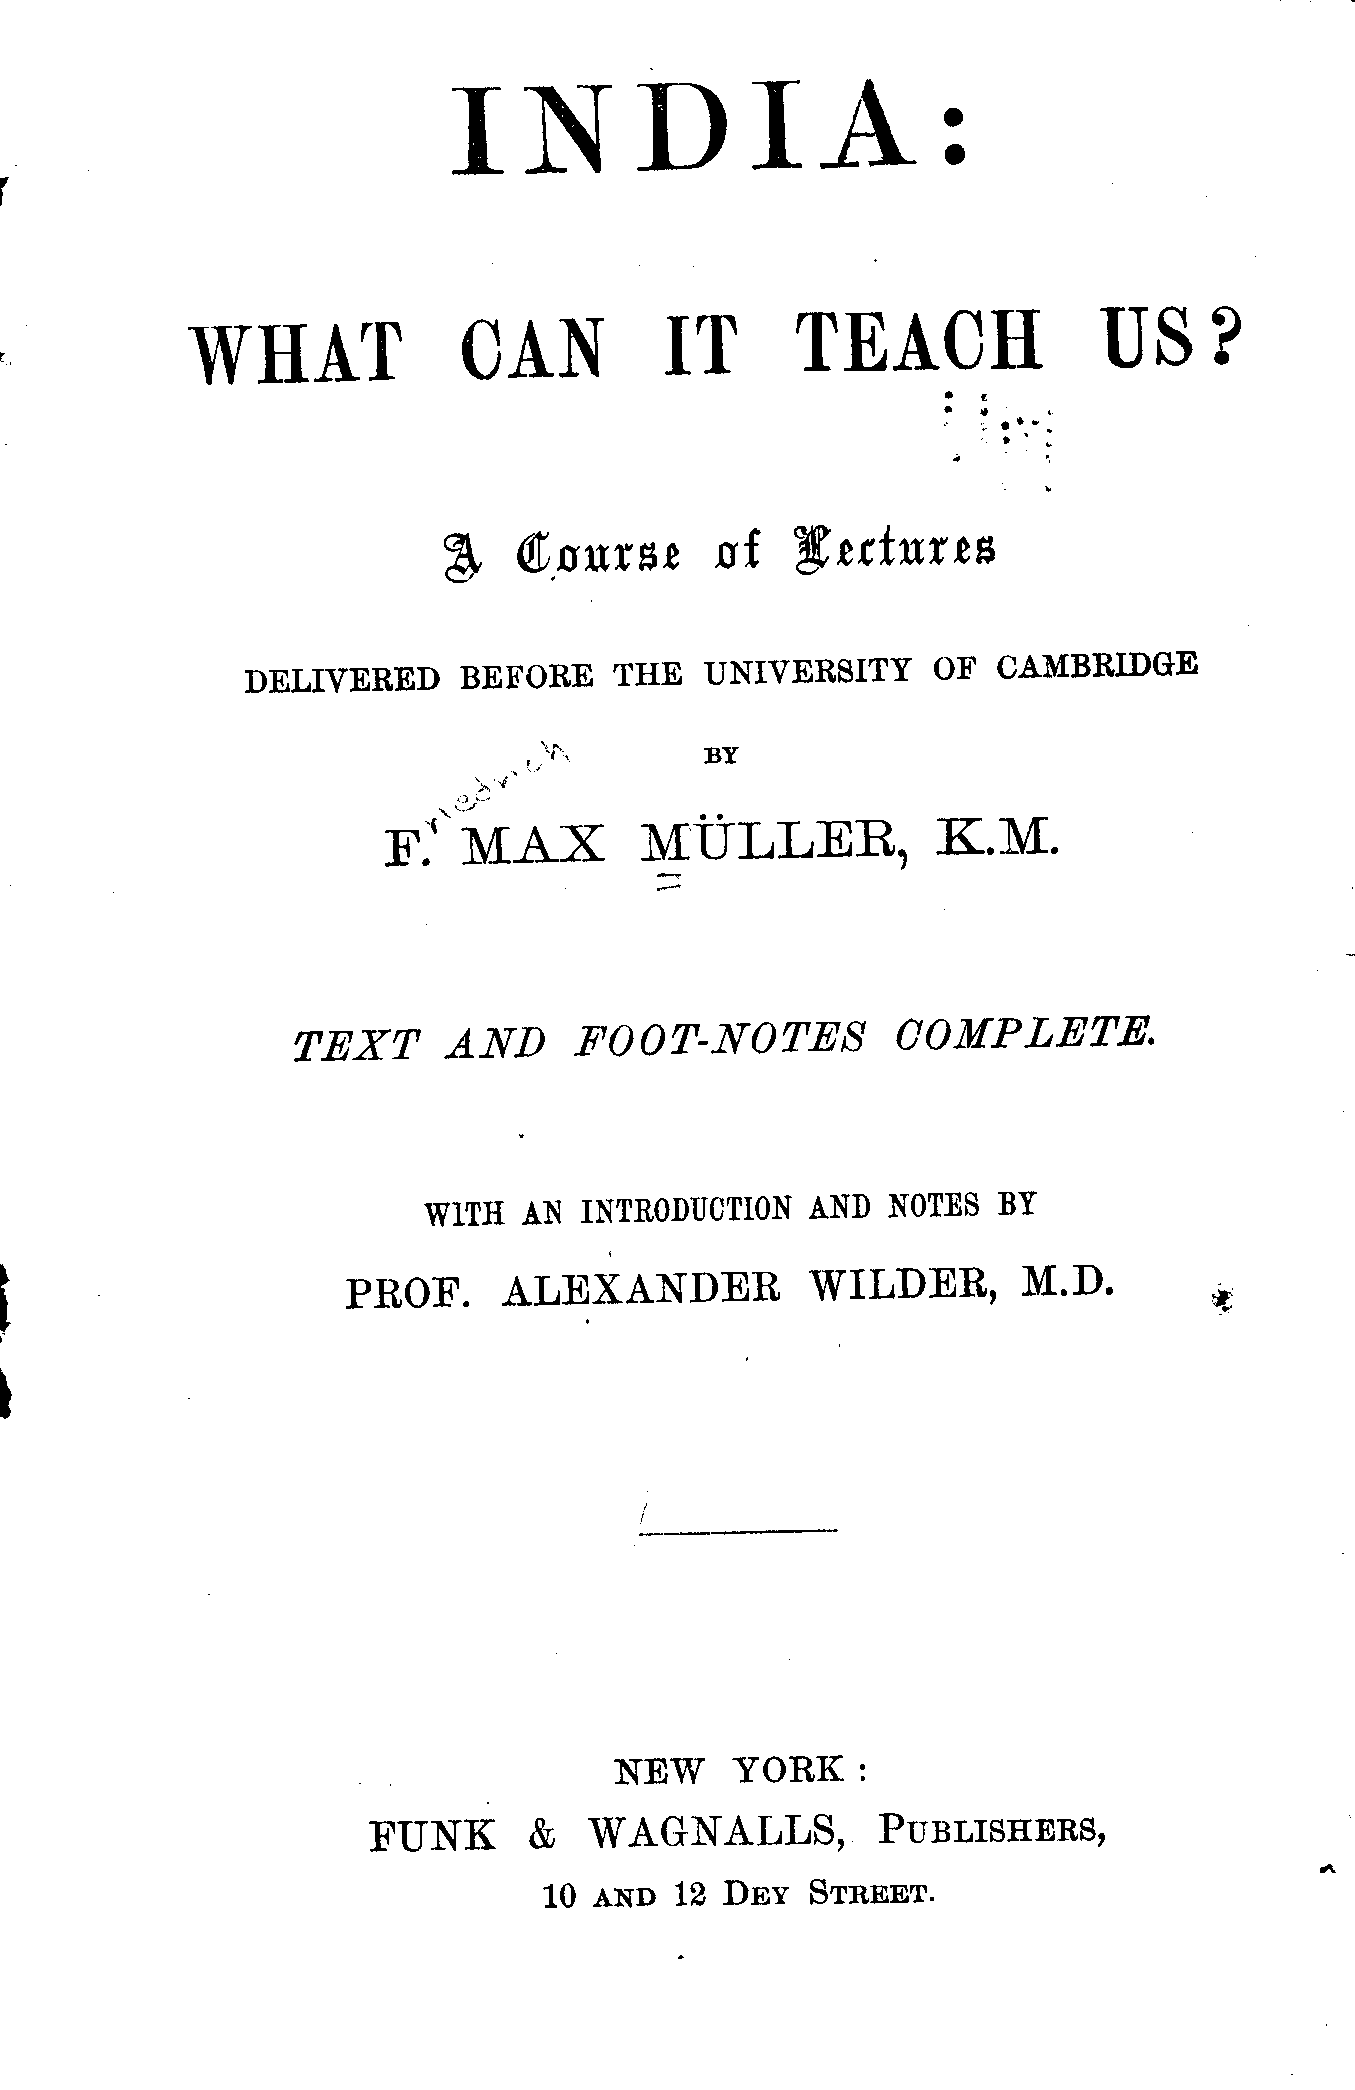 INDIA:
WHAT CAN IT TEACH US?
A Course of Lectures
DELIVERED BEFORE THE UNIVERSITY OF CAMBRIDGE
BY
riedrich
F. MAX MÜLLER, K.M.
TEXT AND FOOT-NOTES COMPLETE.
WITH AN INTRODUCTION AND NOTES BY
PROF. ALEXANDER WILDER, M.D.
NEW YORK:
FUNK & WAGNALLS, PUBLISHERS,
10 AND 12 DEY STREET.